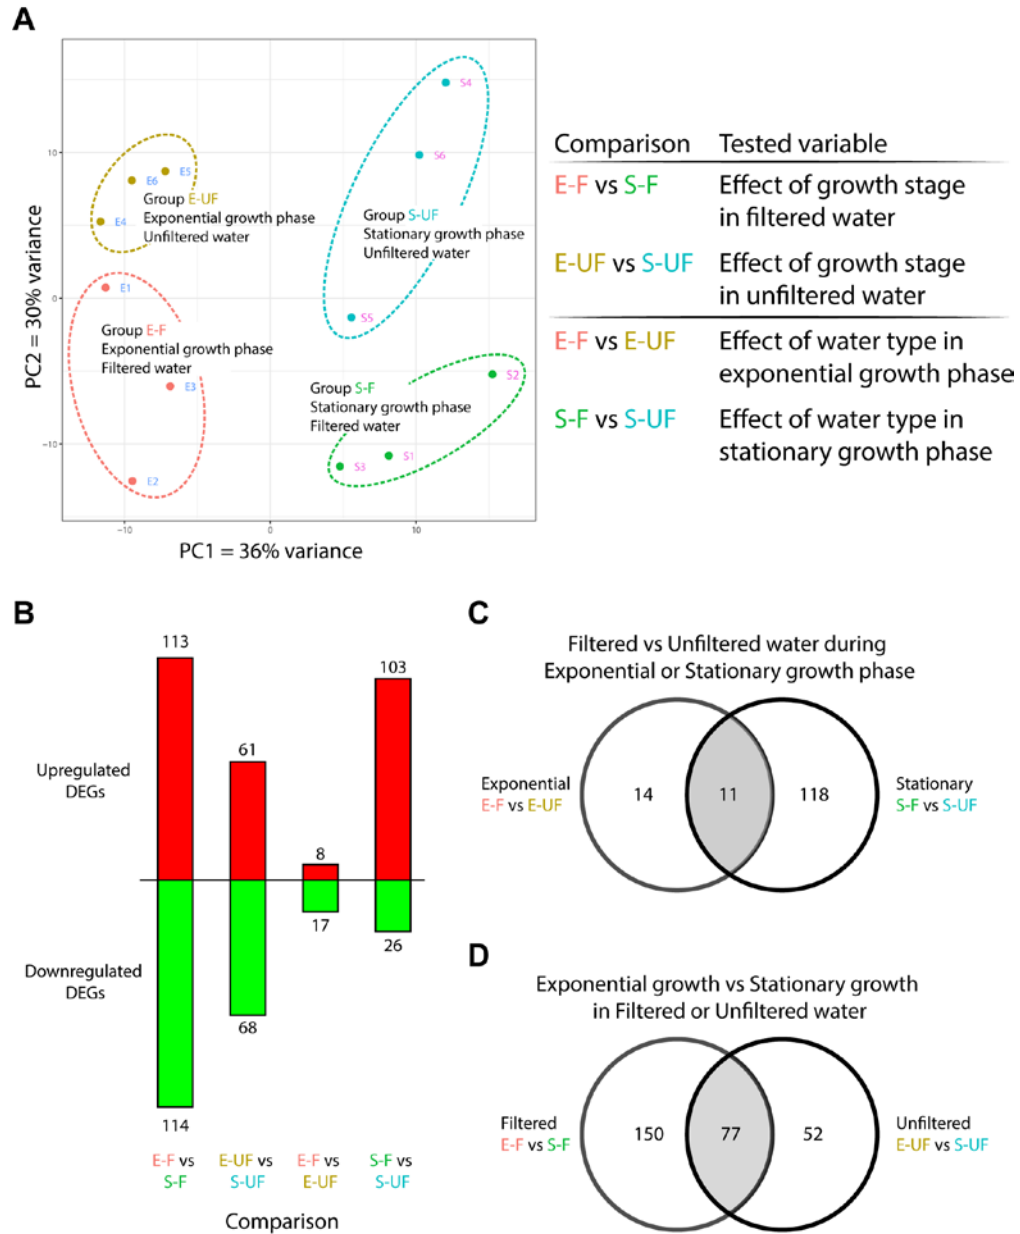 A
S4
S6
10
E6
E5
Group E-UF
Exponential growth phase
Unfiltered water
E4
Group S-UF
Stationary growth phase
Unfiltered water
E1
0
S5
Group E-F
Exponential growth phase
Filtered water
E3
S2
Group S-F
Stationary growth phase
Filtered water
−10
S3
S1
E2
PC2 = 30% variance
−10
0
10
PC1 = 36% variance
Comparison Tested variable
E-F vs S-F Effect of growth stage
in filtered water
E-UF vs S-UF Effect of growth stage
in unfiltered water
E-F vs E-UF Effect of water type in
exponential growth phase
S-F vs S-UF Effect of water type in
stationary growth phase
B
113
61
8
103
Upregulated
DEGs
Downregulated
DEGs
114
68
17
26
E-F vs
S-F
E-UF vs
S-UF
E-F vs
E-UF
S-F vs
S-UF
Comparison
C
Filtered vs Unfiltered water during
Exponential or Stationary growth phase
Exponential
E-F vs E-UF
14
11
118
Stationary
S-F vs S-UF
D
Exponential growth vs Stationary growth
in Filtered or Unfiltered water
Filtered
E-F vs S-F
150
77
52
Unfiltered
E-UF vs S-UF